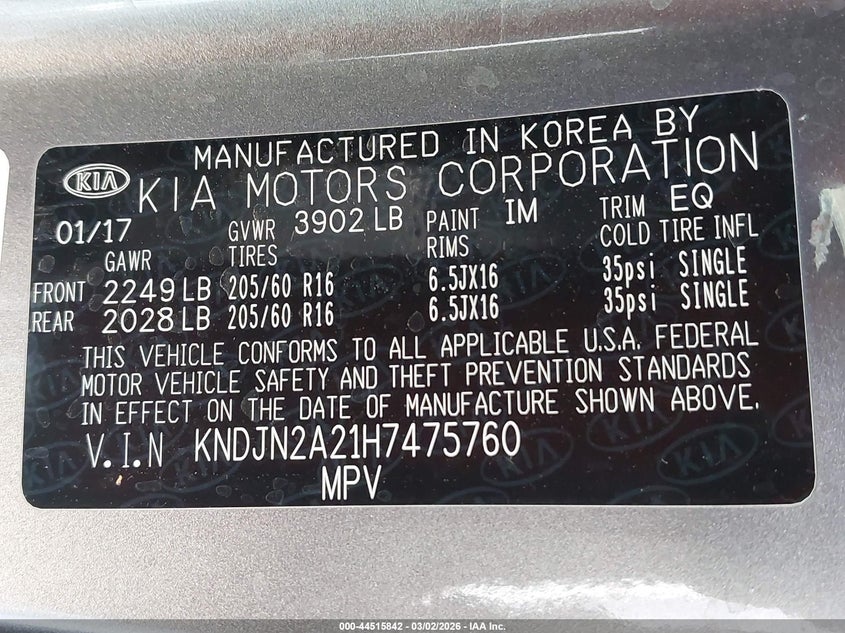 MANUFACTURED IN KOREA BY
KIA KIA MOTORS CORPORATION
01/17 GVWR 3902 LB PAINT IM TRIM EQ
GAWR TIRES RIMS COLD TIRE INFL
FRONT 2249 LB 205/60 R16 6.5JX16 35psi SINGLE
REAR 2028 LB 205/60 R16 6.5JX16 35psi SINGLE
THIS VEHICLE CONFORMS TO ALL APPLICABLE U.S.A. FEDERAL
MOTOR VEHICLE SAFETY AND THEFT PREVENTION STANDARDS
IN EFFECT ON THE DATE OF MANUFACTURE SHOWN ABOVE.
V.I.N KNDJN2A21H7475760
MPV
000-44515842 / 03/02/2026 - IAA Inc.